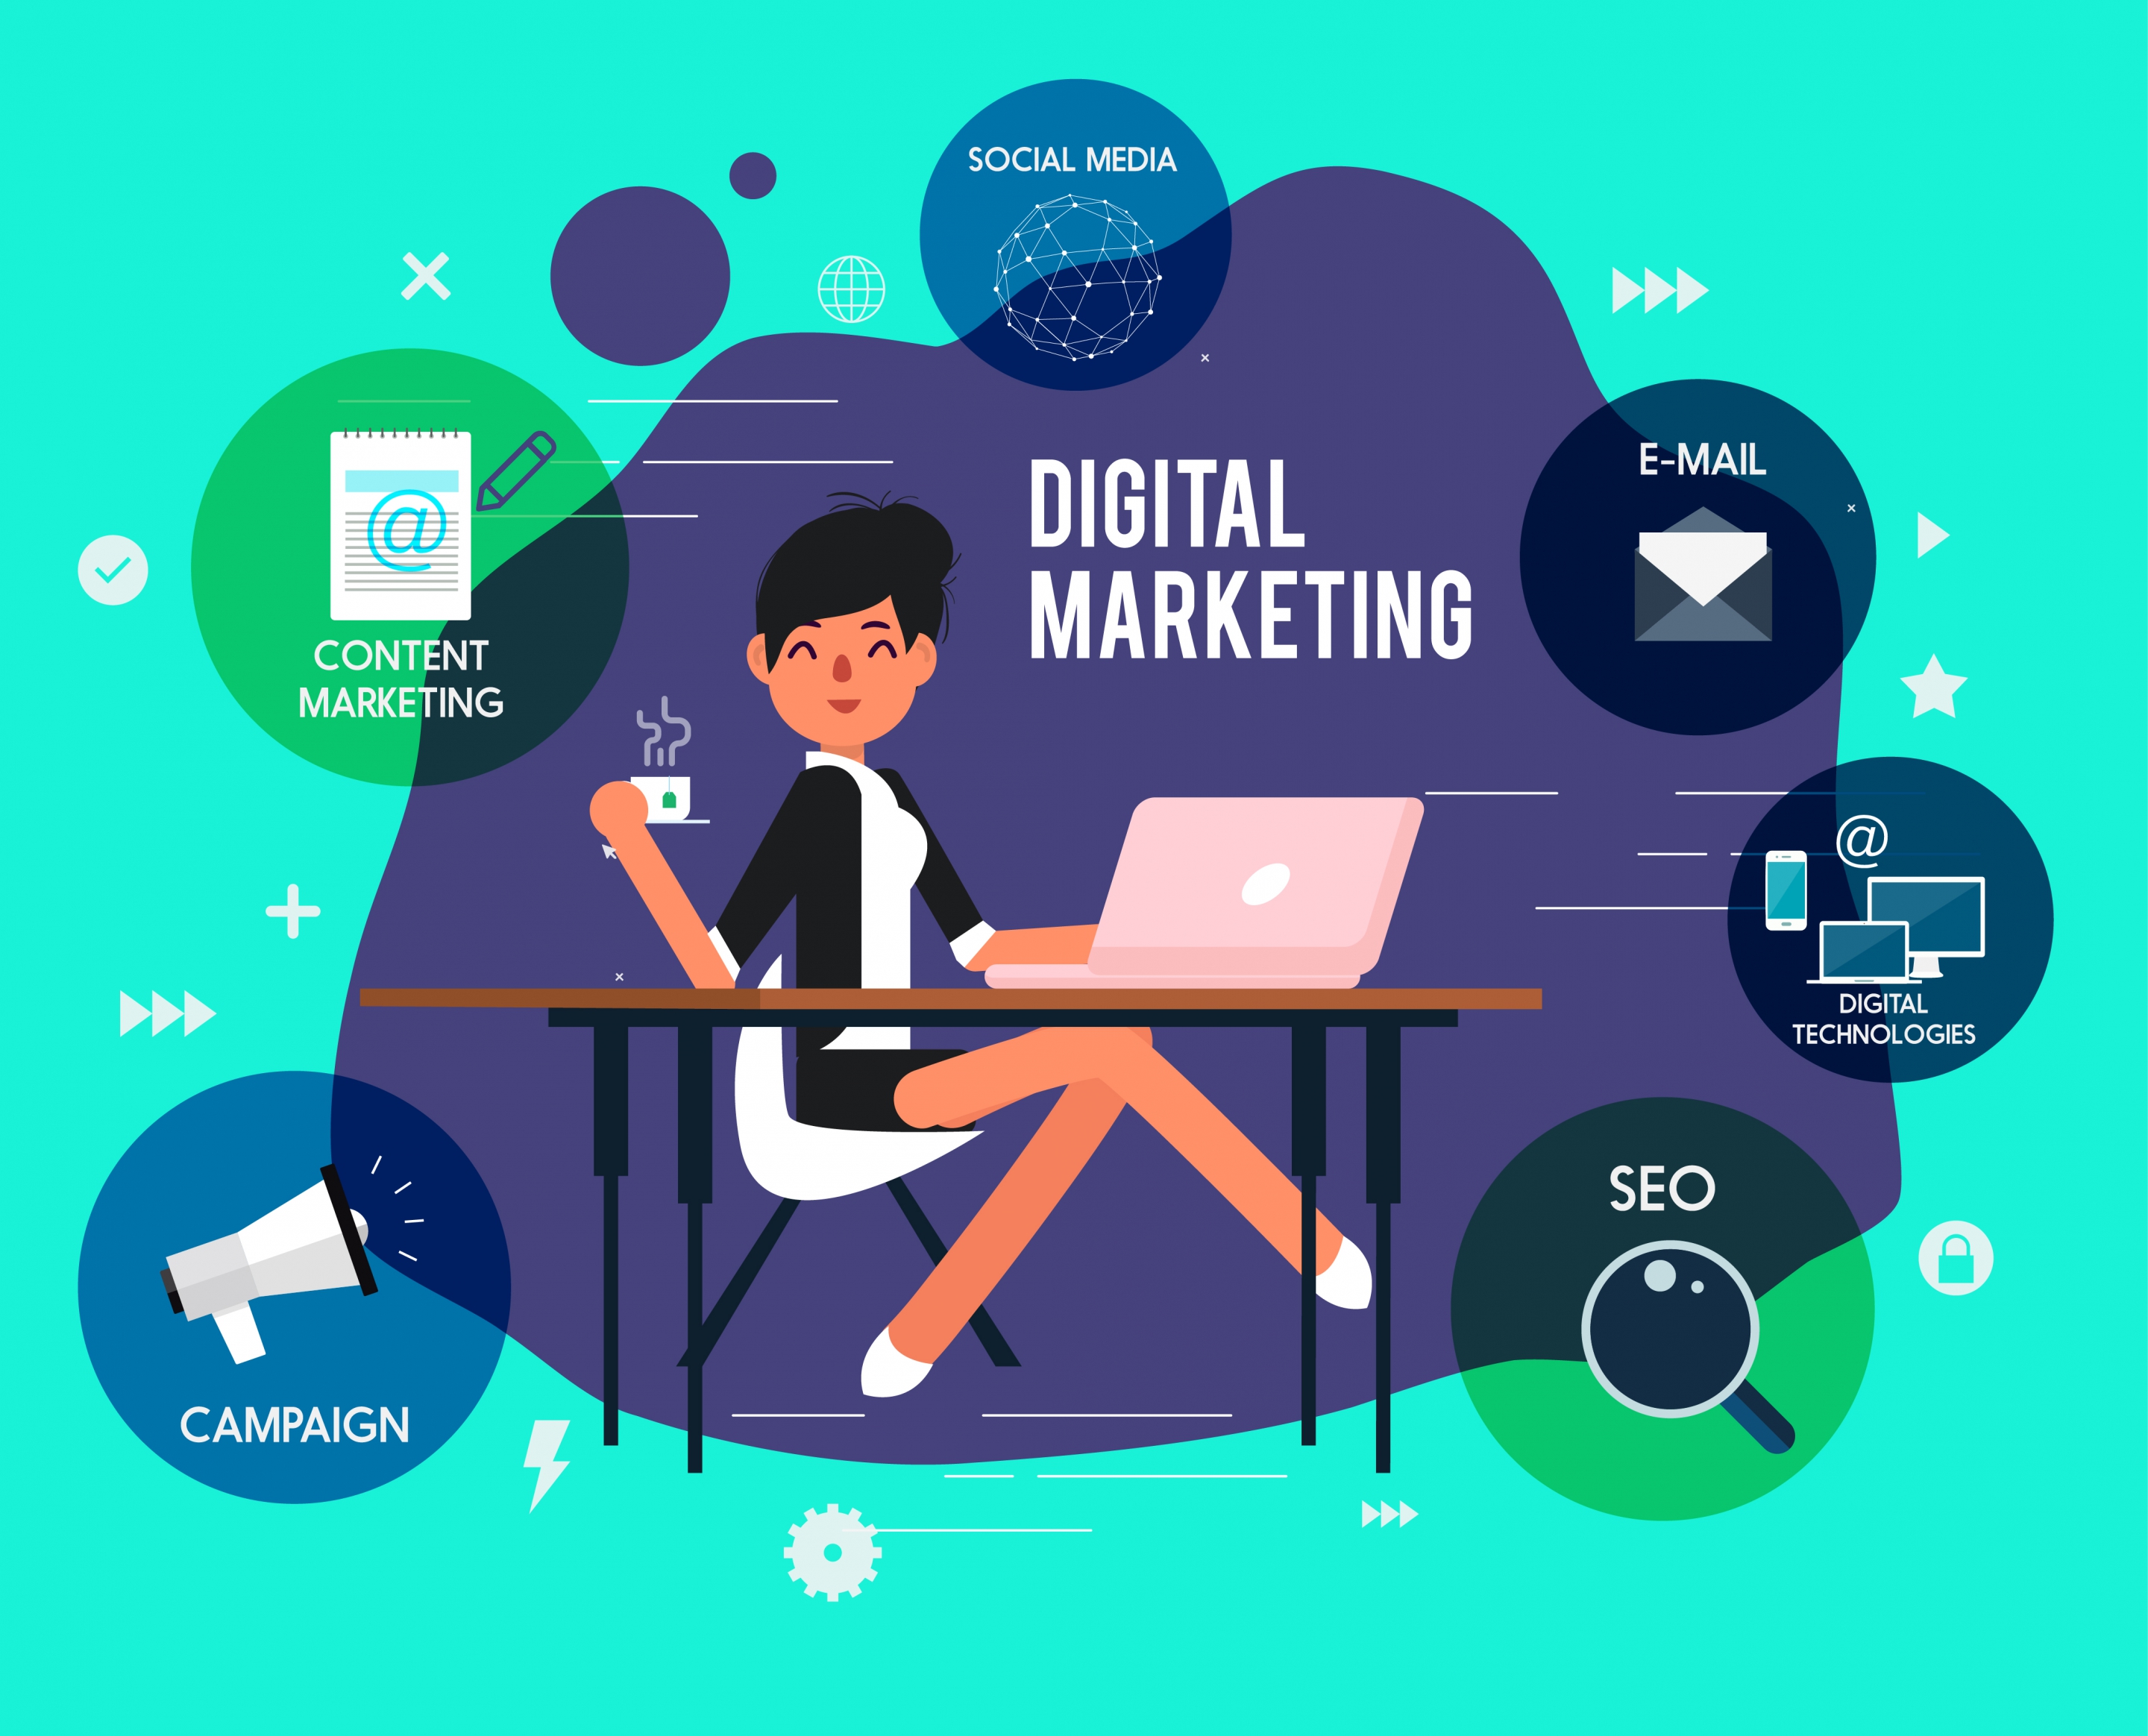 SOCIAL MEDIA
DIGITAL
MARKETING
E-MAIL
@
CONTENT
MARKETING
@
DIGITAL
TECHNOLOGIES
SEO
CAMPAIGN